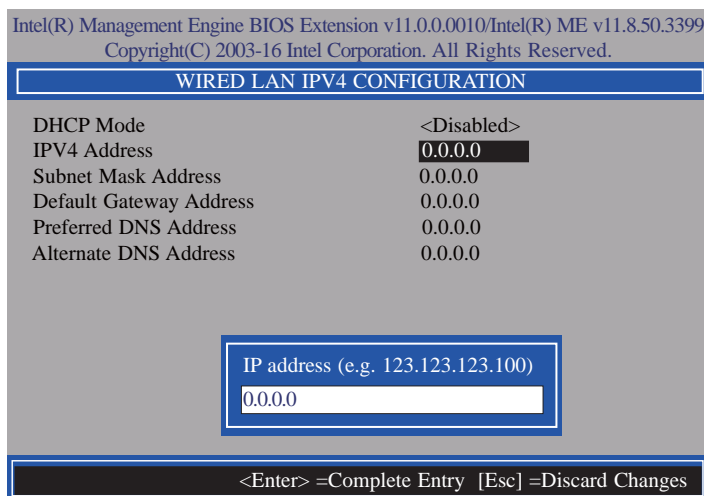 Intel(R) Management Engine BIOS Extension v11.0.0.0010/Intel(R) ME v11.8.50.3399
Copyright(C) 2003-16 Intel Corporation. All Rights Reserved.
WIRED LAN IPV4 CONFIGURATION
DHCP Mode <Disabled>
IPV4 Address 0.0.0.0
Subnet Mask Address 0.0.0.0
Default Gateway Address 0.0.0.0
Preferred DNS Address 0.0.0.0
Alternate DNS Address 0.0.0.0
IP address (e.g. 123.123.123.100)
0.0.0.0
<Enter> =Complete Entry [Esc] =Discard Changes